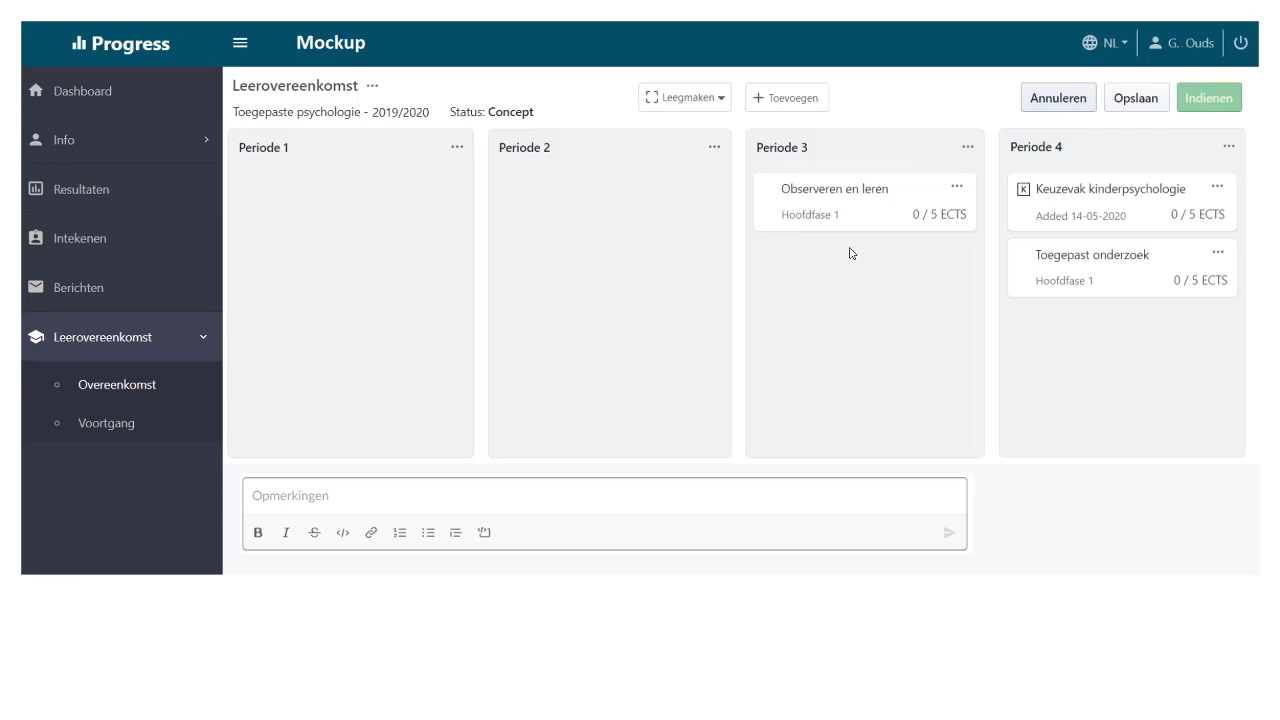 Progress
Mockup
NL
G. Ouds
Dashboard
Info
Resultaten
Intekenen
Berichten
Leerovereenkomst
Overeenkomst
Voortgang
Leerovereenkomst ...
Toegepaste psychologie - 2019/2020 Status: Concept
Leegmaken
+ Toevoegen
Annuleren
Opslaan
Indienen
Periode 1 ...
Periode 2 ...
Periode 3 ...
Observeren en leren ...
Hoofdfase 1 0 / 5 ECTS
Periode 4 ...
K Keuzevak kinderpsychologie ...
Added 14-05-2020 0 / 5 ECTS
Toegepast onderzoek ...
Hoofdfase 1 0 / 5 ECTS
Opmerkingen
B I S </>